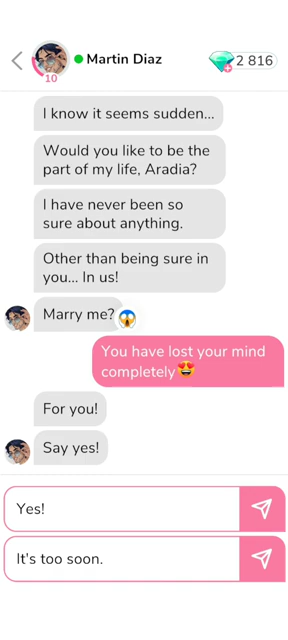 Martin Diaz
2 816
10
I know it seems sudden...
Would you like to be the
part of my life, Aradia?
I have never been so
sure about anything.
Other than being sure in
you... In us!
Marry me?
You have lost your mind
completely😍
For you!
Say yes!
Yes!
It's too soon.